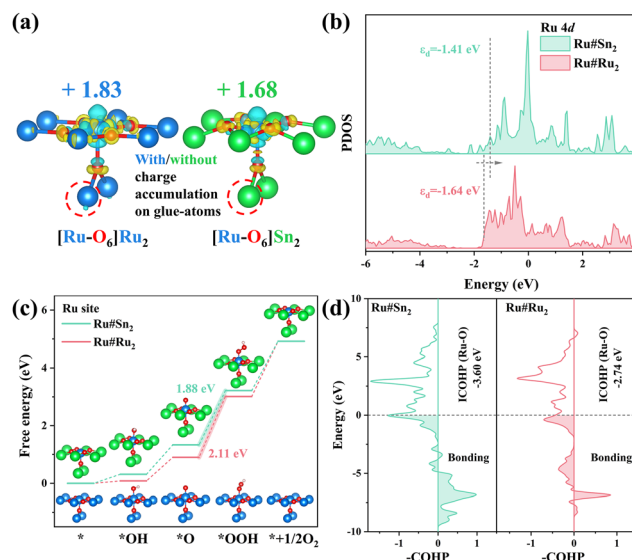 (a)
+ 1.83
+ 1.68
With/without
charge
accumulation
on glue-atoms
[Ru-O₆]Ru₂
[Ru-O₆]Sn₂
(b)
Ru 4d
Ru#Sn₂
Ru#Ru₂
εd=-1.41 eV
εd=-1.64 eV
PDOS
-6 -4 -2 0 2
Energy (eV)
(c)
Ru site
Ru#Sn₂
Ru#Ru₂
1.88 eV
2.11 eV
Free energy (eV)
6
4
2
0
* *OH *O *OOH *+1/2O₂
(d)
Ru#Sn₂
Ru#Ru₂
ICOHP (Ru-O)
-3.60 eV
ICOHP (Ru-O)
-2.74 eV
Bonding
Bonding
Energy (eV)
10
5
0
-5
-10
-1 0 1 -1 0 1
-COHP
-COHP